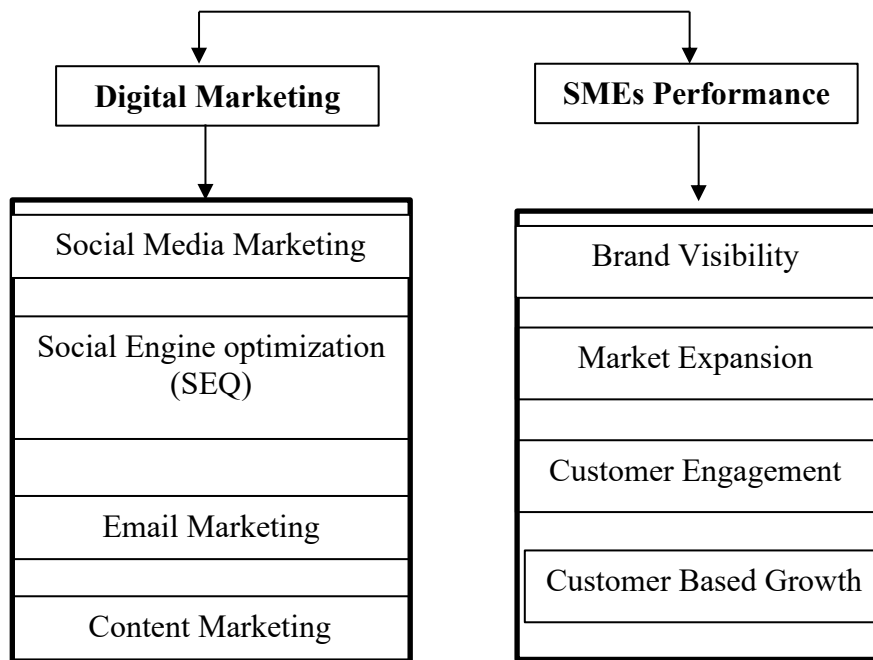 Digital Marketing
SMEs Performance
Social Media Marketing
Social Engine optimization
(SEQ)
Email Marketing
Content Marketing
Brand Visibility
Market Expansion
Customer Engagement
Customer Based Growth